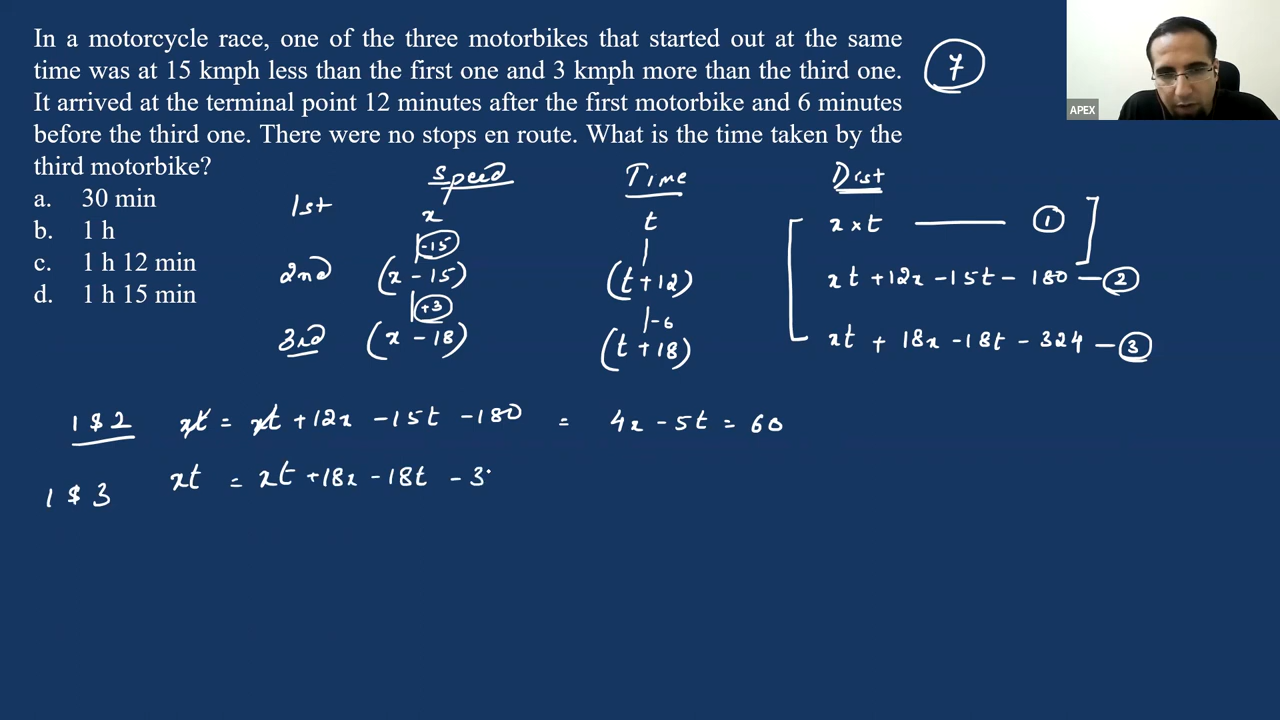 In a motorcycle race, one of the three motorbikes that started out at the same
time was at 15 kmph less than the first one and 3 kmph more than the third one.
It arrived at the terminal point 12 minutes after the first motorbike and 6 minutes
before the third one. There were no stops en route. What is the time taken by the
third motorbike?
7
APEX
a. 30 min
b. 1 h
c. 1 h 12 min
d. 1 h 15 min
Speed Time Dist
1st x t x × t — 1
-15
2nd (x - 15) (t + 12) xt + 12x - 15t - 180 — 2
+3 -6
3rd (x - 18) (t + 18) xt + 18x - 18t - 324 — 3
1 $ 2 xt = xt + 12x - 15t - 180 = 4x - 5t = 60
1 $ 3 xt = xt + 18x - 18t - 3